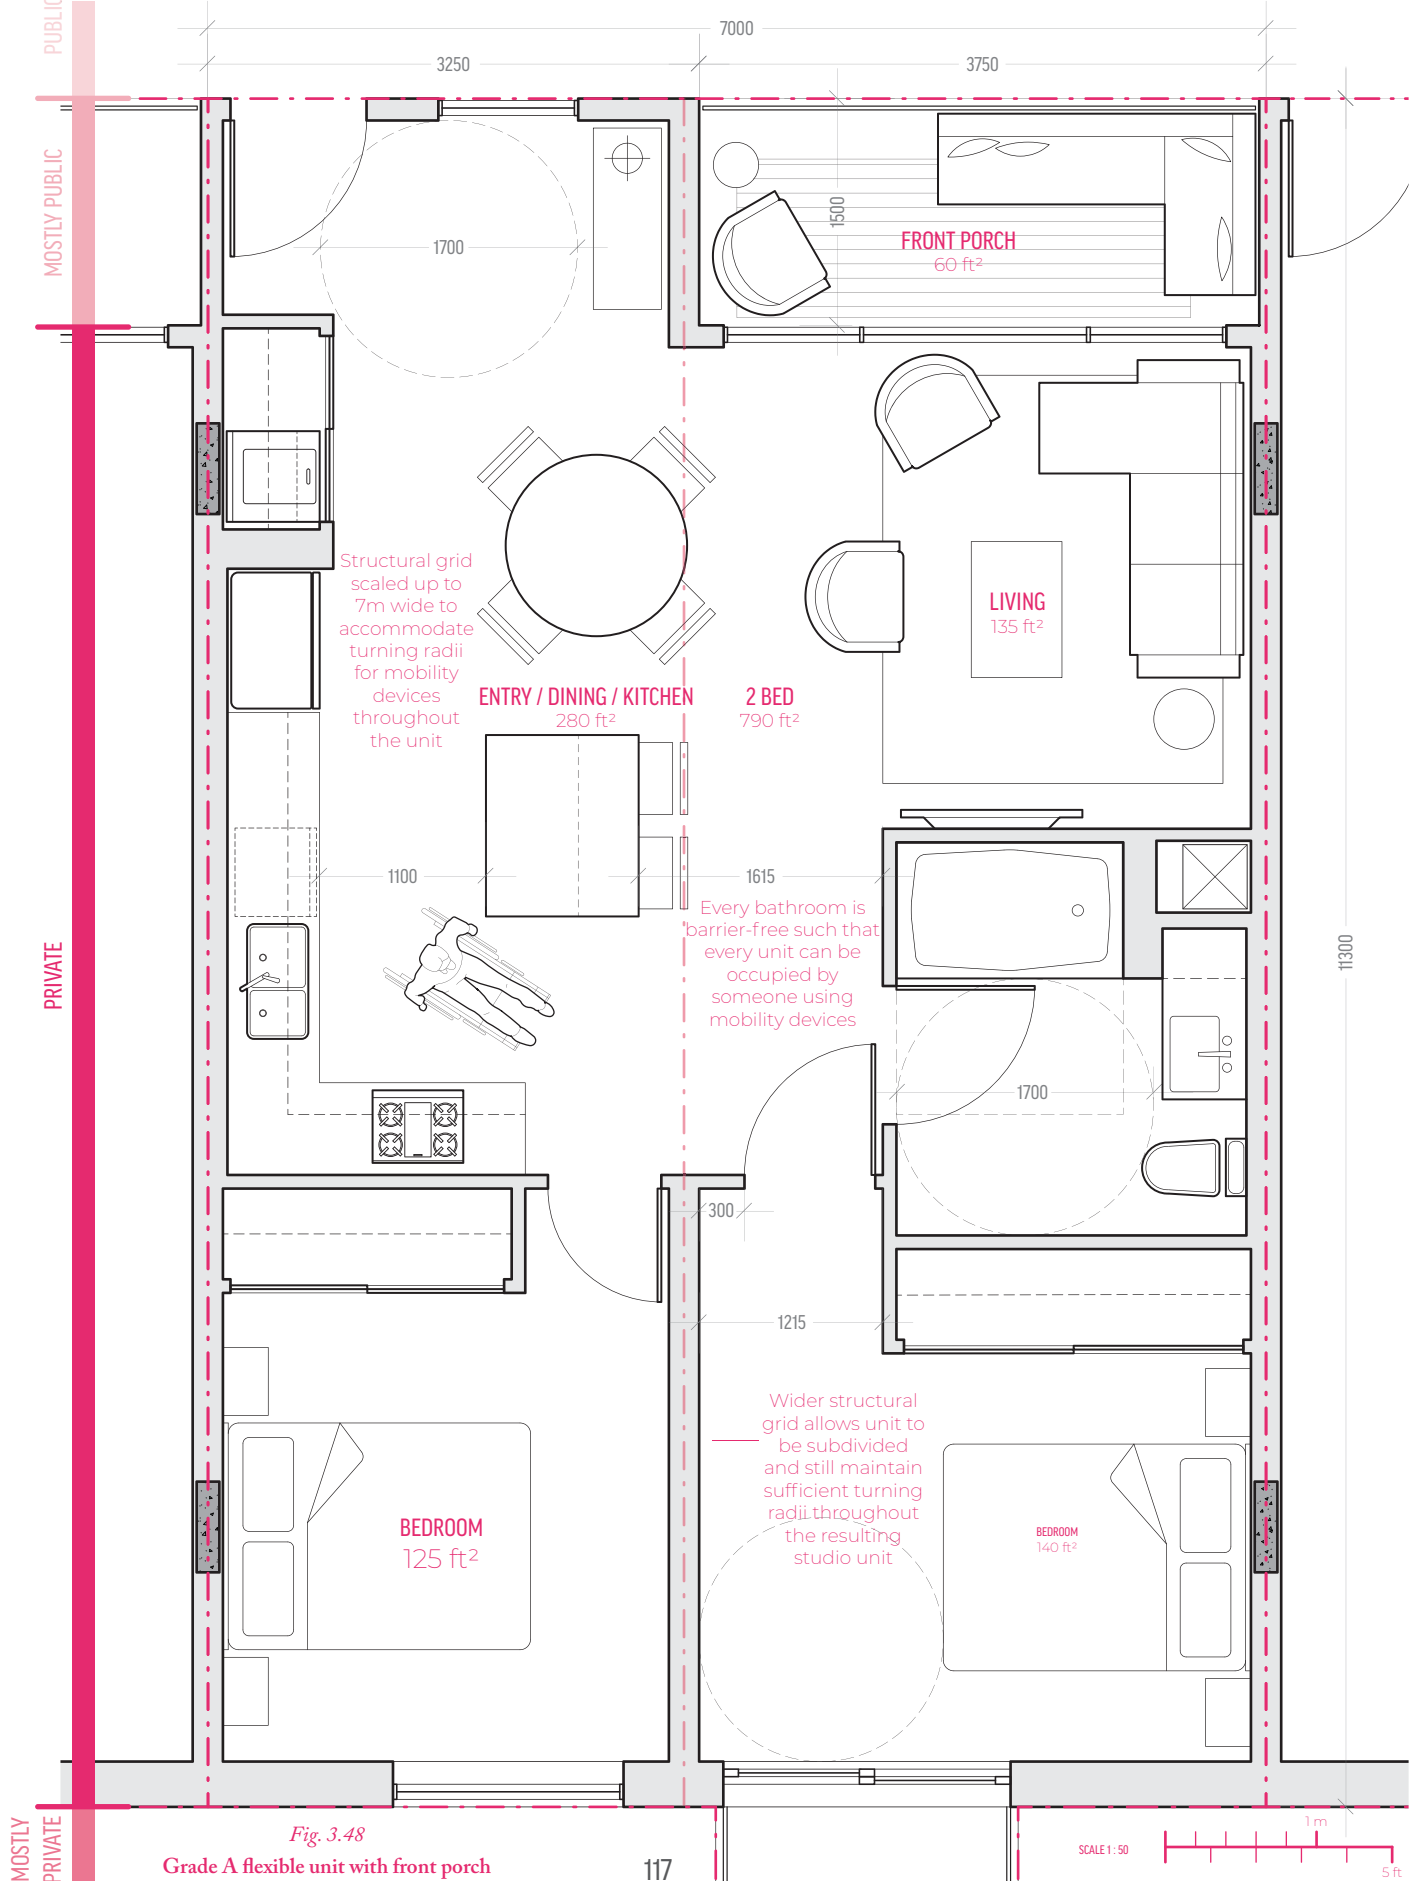 PUBLIC
7000
3250
3750
MOSTLY PUBLIC
1700
1500
FRONT PORCH
60 ft²
Structural grid
scaled up to
7m wide to
accommodate
turning radii
for mobility
devices
throughout
the unit
LIVING
135 ft²
ENTRY / DINING / KITCHEN
280 ft²
2 BED
790 ft²
1100
1615
Every bathroom is
barrier-free such that
every unit can be
occupied by
someone using
mobility devices
11300
PRIVATE
1700
300
1215
Wider structural
grid allows unit to
be subdivided
and still maintain
sufficient turning
radii throughout
the resulting
studio unit
BEDROOM
125 ft²
BEDROOM
140 ft²
MOSTLY
PRIVATE
Fig. 3.48
Grade A flexible unit with front porch
117
SCALE 1 : 50
1 m
5 ft